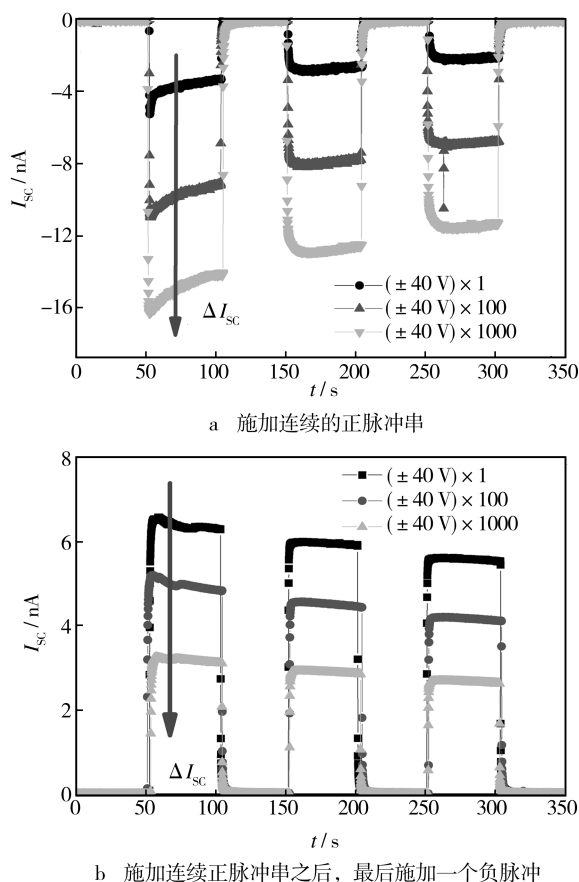 0
−4
−8
−12
−16
I_SC / nA
(± 40 V) × 1
(± 40 V) × 100
(± 40 V) × 1000
ΔI_SC
0 50 100 150 200 250 300 350
t / s
a 施加连续的正脉冲串
8
6
4
2
0
I_SC / nA
(± 40 V) × 1
(± 40 V) × 100
(± 40 V) × 1000
ΔI_SC
0 50 100 150 200 250 300 350
t / s
b 施加连续正脉冲串之后，最后施加一个负脉冲